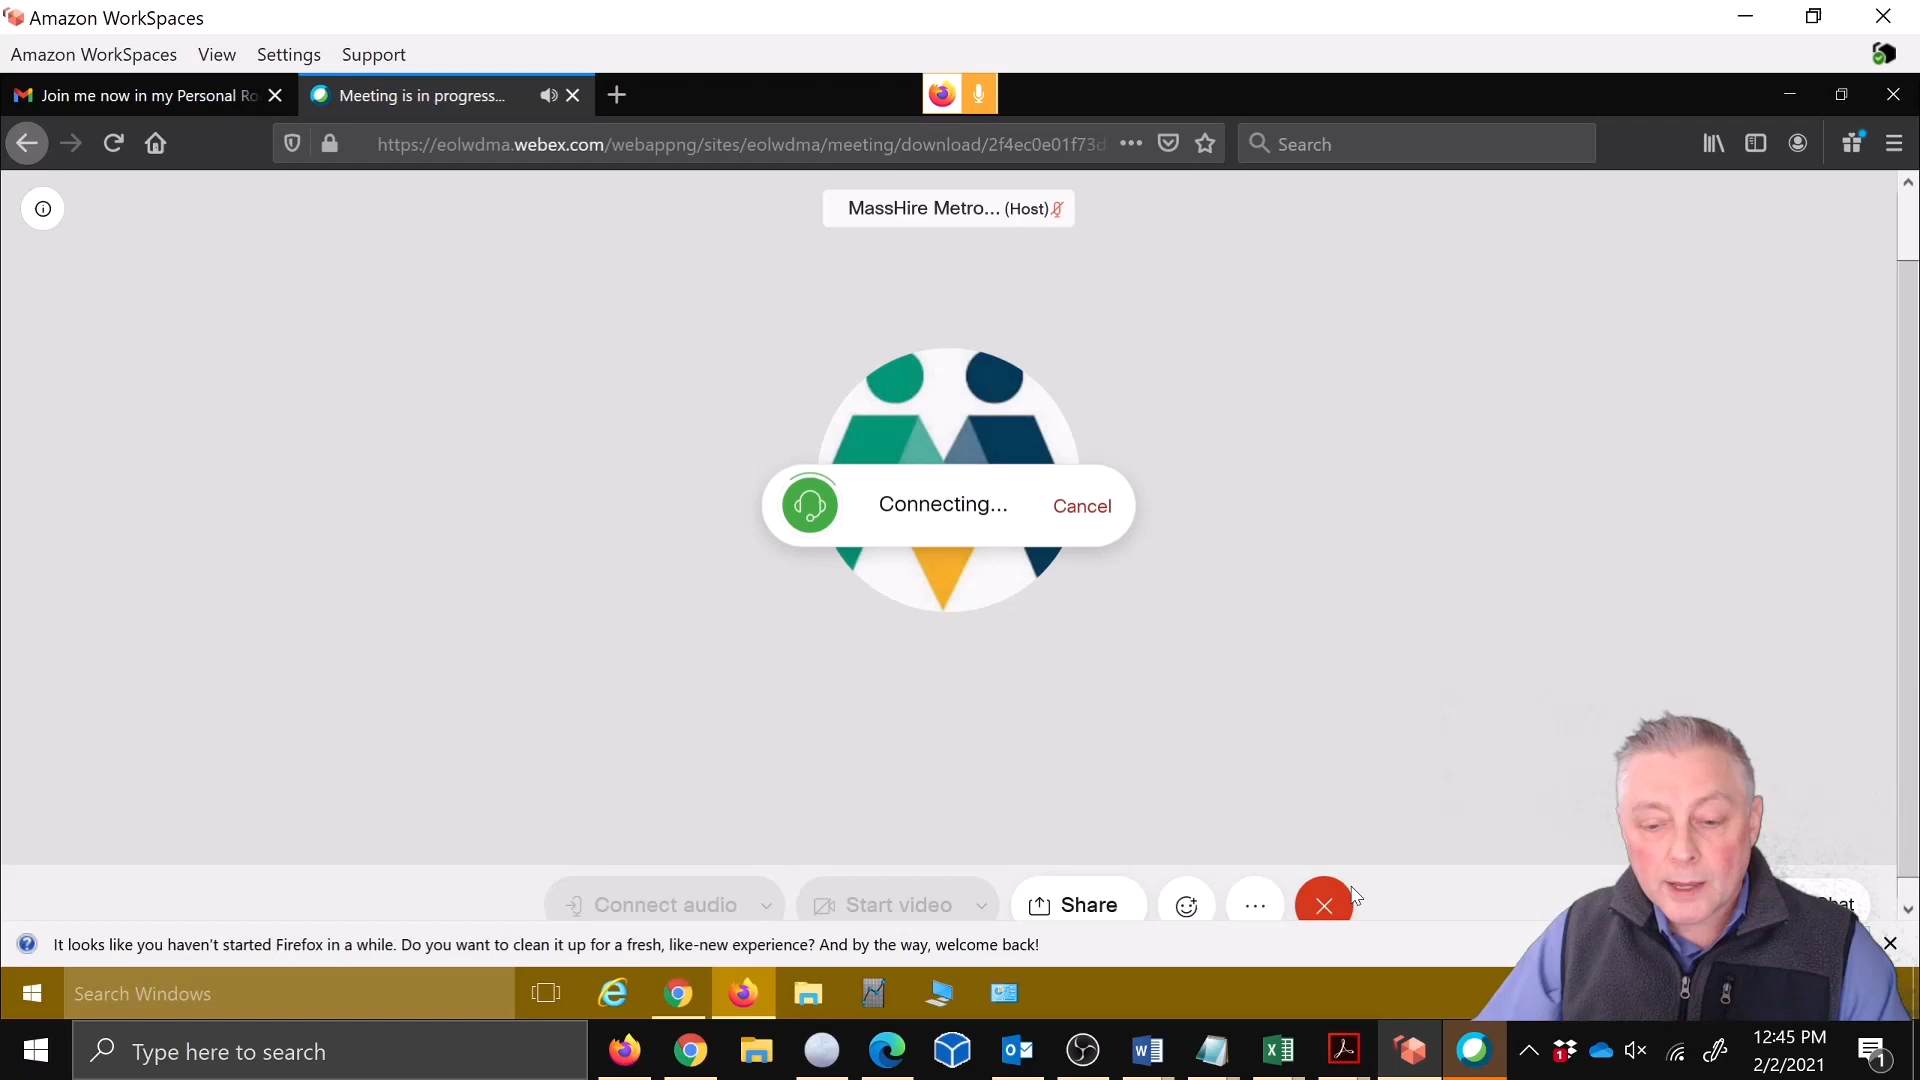 Amazon WorkSpaces
Amazon WorkSpaces View Settings Support
Join me now in my Personal Ro
Meeting is in progress...
https://eolwdma.webex.com/webappng/sites/eolwdma/meeting/download/2f4ec0e01f73d
Search
MassHire Metro... (Host)
Connecting...
Cancel
Connect audio
Start video
Share
It looks like you haven't started Firefox in a while. Do you want to clean it up for a fresh, like-new experience? And by the way, welcome back!
Search Windows
Type here to search
12:45 PM
2/2/2021
1
1